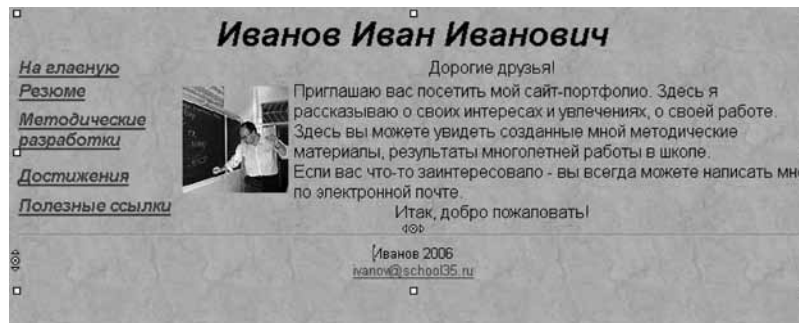 Иванов Иван Иванович
На главную
Резюме
Методические
разработки
Достижения
Полезные ссылки
Дорогие друзья!
Приглашаю вас посетить мой сайт-портфолио. Здесь я
рассказываю о своих интересах и увлечениях, о своей работе.
Здесь вы можете увидеть созданные мной методические
материалы, результаты многолетней работы в школе.
Если вас что-то заинтересовало - вы всегда можете написать мне
по электронной почте.
Итак, добро пожаловать!
Иванов 2006
ivanov@school35.ru